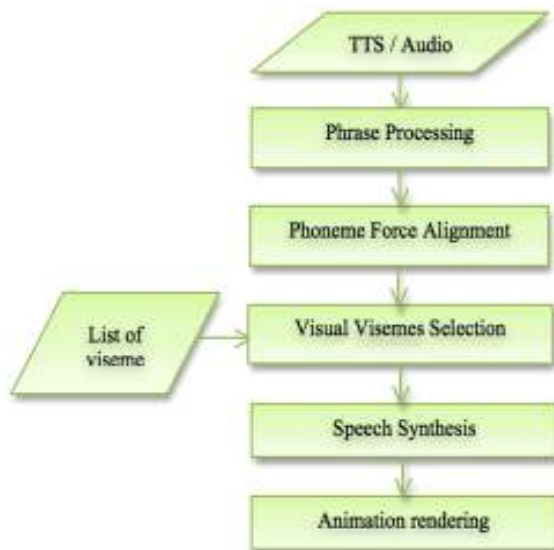 TTS / Audio
Phrase Processing
Phoneme Force Alignment
List of
viseme
Visual Visemes Selection
Speech Synthesis
Animation rendering